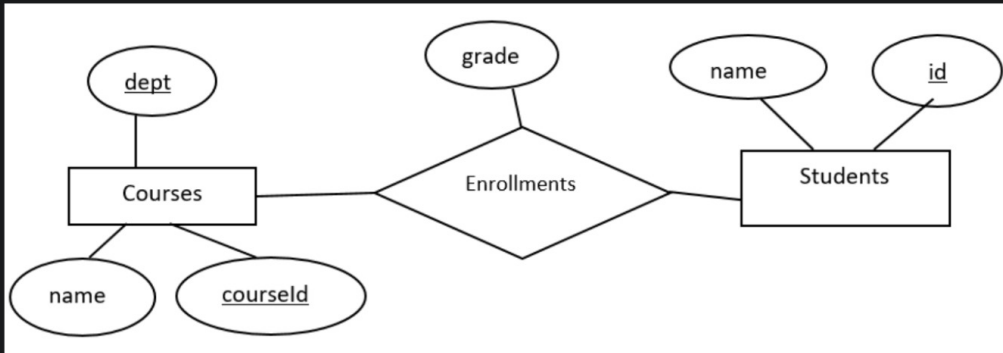 grade
name
id
dept
Courses
Enrollments
Students
name
courseId